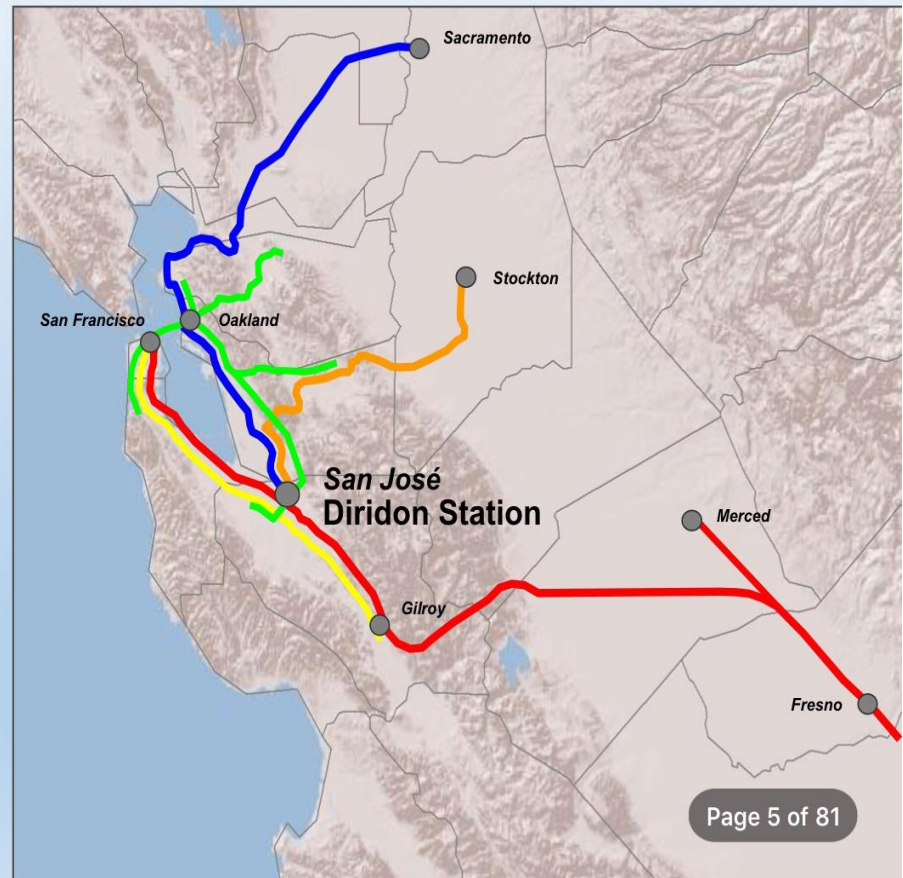 Sacramento
Stockton
San Francisco
Oakland
San José
Diridon Station
Merced
Gilroy
Fresno
Page 5 of 81